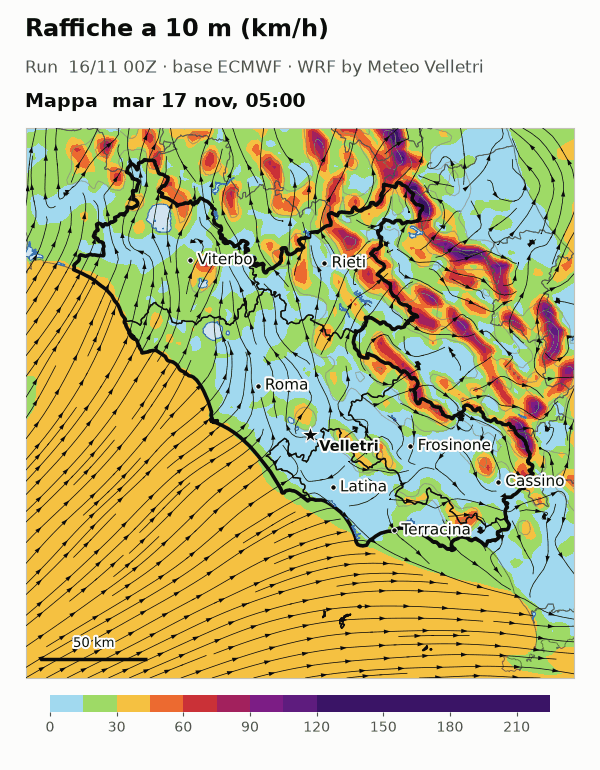 Raffiche a 10 m (km/h)
Run 16/11 00Z · base ECMWF · WRF by Meteo Velletri
Mappa mar 17 nov, 05:00
Viterbo
Rieti
Roma
Velletri
Frosinone
Cassino
Latina
Terracina
50 km
0 30 60 90 120 150 180 210